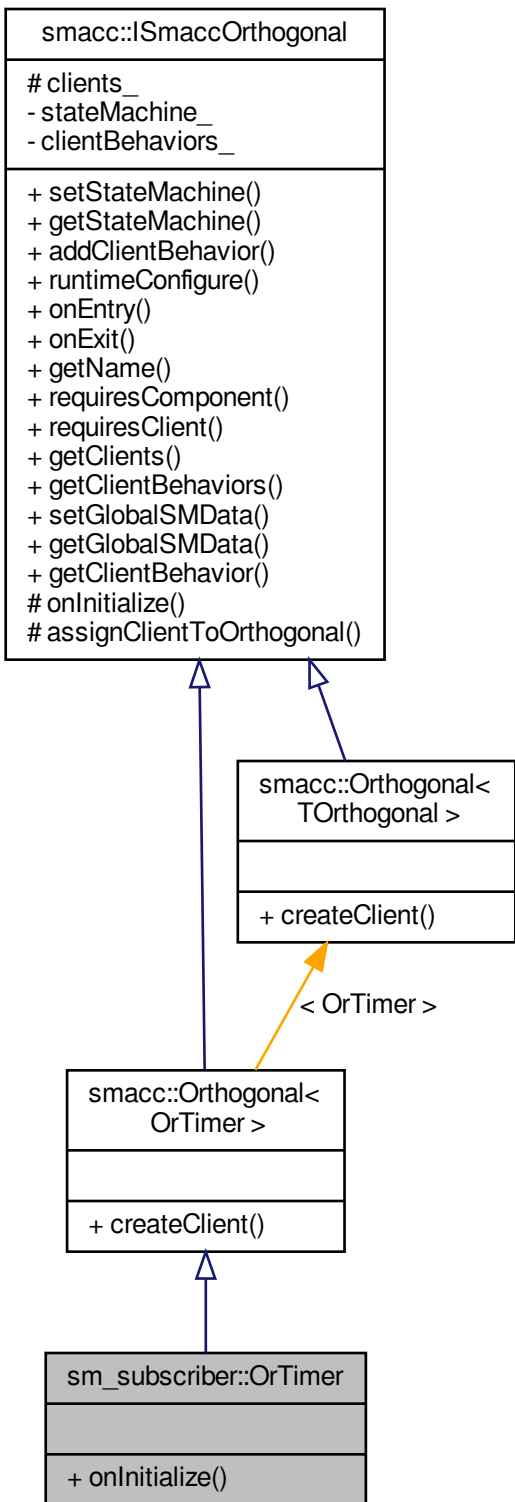 smacc::ISmaccOrthogonal
# clients_
- stateMachine_
- clientBehaviors_
+ setStateMachine()
+ getStateMachine()
+ addClientBehavior()
+ runtimeConfigure()
+ onEntry()
+ onExit()
+ getName()
+ requiresComponent()
+ requiresClient()
+ getClients()
+ getClientBehaviors()
+ setGlobalSMData()
+ getGlobalSMData()
+ getClientBehavior()
# onInitialize()
# assignClientToOrthogonal()
smacc::Orthogonal<
TOrthogonal >
+ createClient()
< OrTimer >
smacc::Orthogonal<
OrTimer >
+ createClient()
sm_subscriber::OrTimer
+ onInitialize()